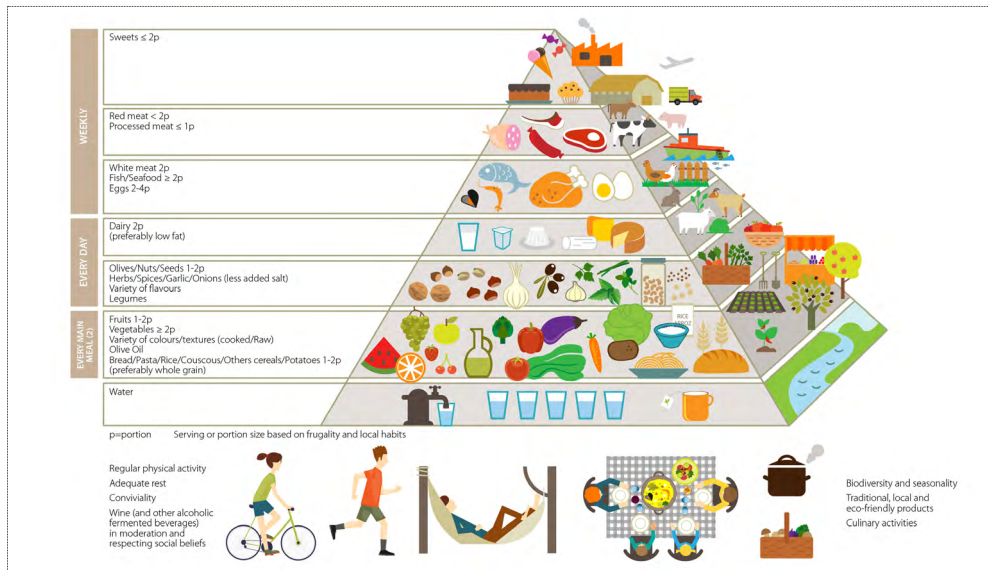 Sweets ≤ 2p
WEEKLY
Red meat < 2p
Processed meat ≤ 1p
White meat 2p
Fish/Seafood ≥ 2p
Eggs 2-4p
EVERY DAY
Dairy 2p
(preferably low fat)
Olives/Nuts/Seeds 1-2p
Herbs/Spices/Garlic/Onions (less added salt)
Variety of flavours
Legumes
EVERY MAIN
MEAL (2)
Fruits 1-2p
Vegetables ≥ 2p
Variety of colours/textures (cooked/Raw)
Olive Oil
Bread/Pasta/Rice/Couscous/Others cereals/Potatoes 1-2p
(preferably whole grain)
RICE
Water
p=portion Serving or portion size based on frugality and local habits
Regular physical activity
Adequate rest
Conviviality
Wine (and other alcoholic
fermented beverages)
in moderation and
respecting social beliefs
Biodiversity and seasonality
Traditional, local and
eco-friendly products
Culinary activities